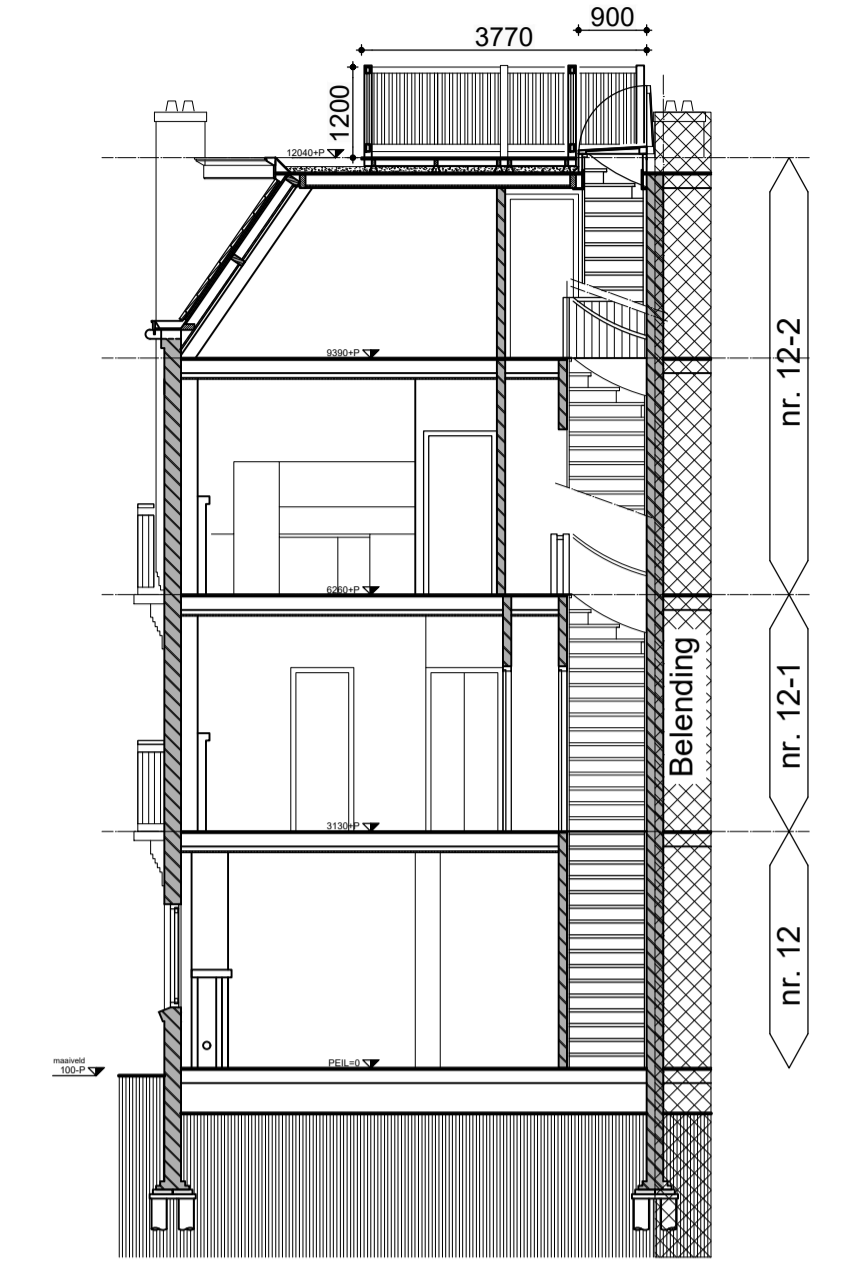 900
3770
1200
12040+P
9390+P
nr. 12-2
6260+P
Belending
nr. 12-1
3130+P
nr. 12
PEIL=0
maaiveld
100-P